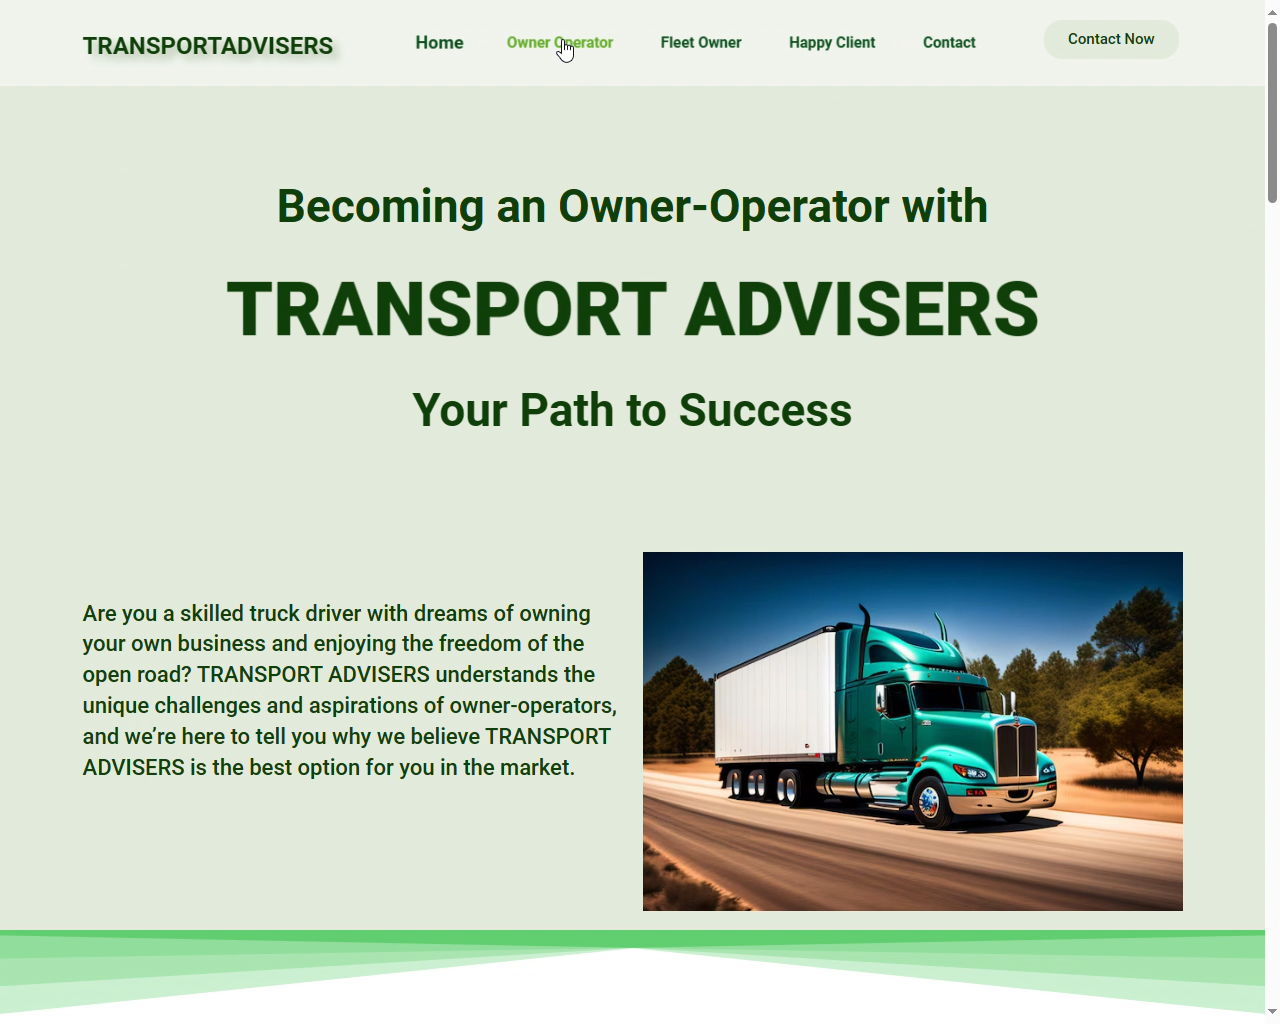 TRANSPORTADVISERS
Home
Owner Operator
Fleet Owner
Happy Client
Contact
Contact Now
Becoming an Owner-Operator with
TRANSPORT ADVISERS
Your Path to Success
Are you a skilled truck driver with dreams of owning
your own business and enjoying the freedom of the
open road? TRANSPORT ADVISERS understands the
unique challenges and aspirations of owner-operators,
and we’re here to tell you why we believe TRANSPORT
ADVISERS is the best option for you in the market.